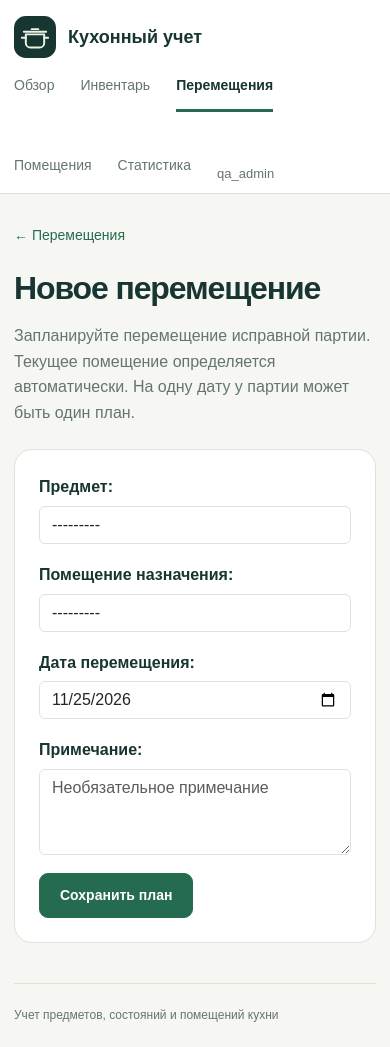 Кухонный учет
Обзор Инвентарь Перемещения
Помещения Статистика qa_admin
← Перемещения
Новое перемещение
Запланируйте перемещение исправной партии.
Текущее помещение определяется
автоматически. На одну дату у партии может
быть один план.
Предмет:
---------
Помещение назначения:
---------
Дата перемещения:
11/25/2026
Примечание:
Необязательное примечание
Сохранить план
Учет предметов, состояний и помещений кухни